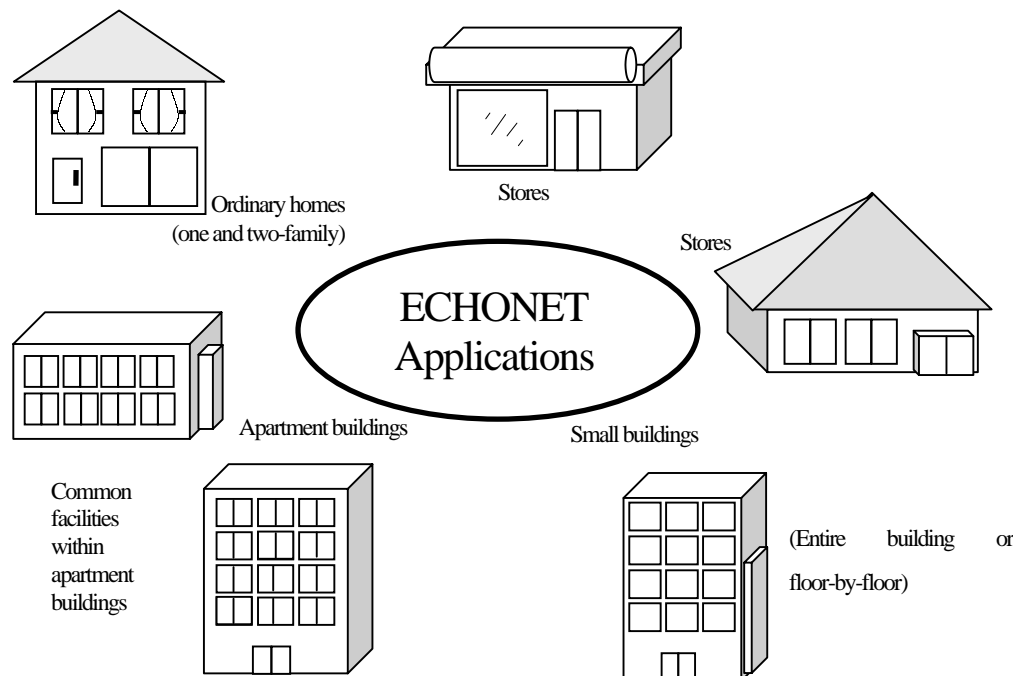 Stores
Ordinary homes
(one and two-family)
Stores
ECHONET
Applications
Apartment buildings
Small buildings
Common
facilities
within
apartment
buildings
(Entire building or
floor-by-floor)